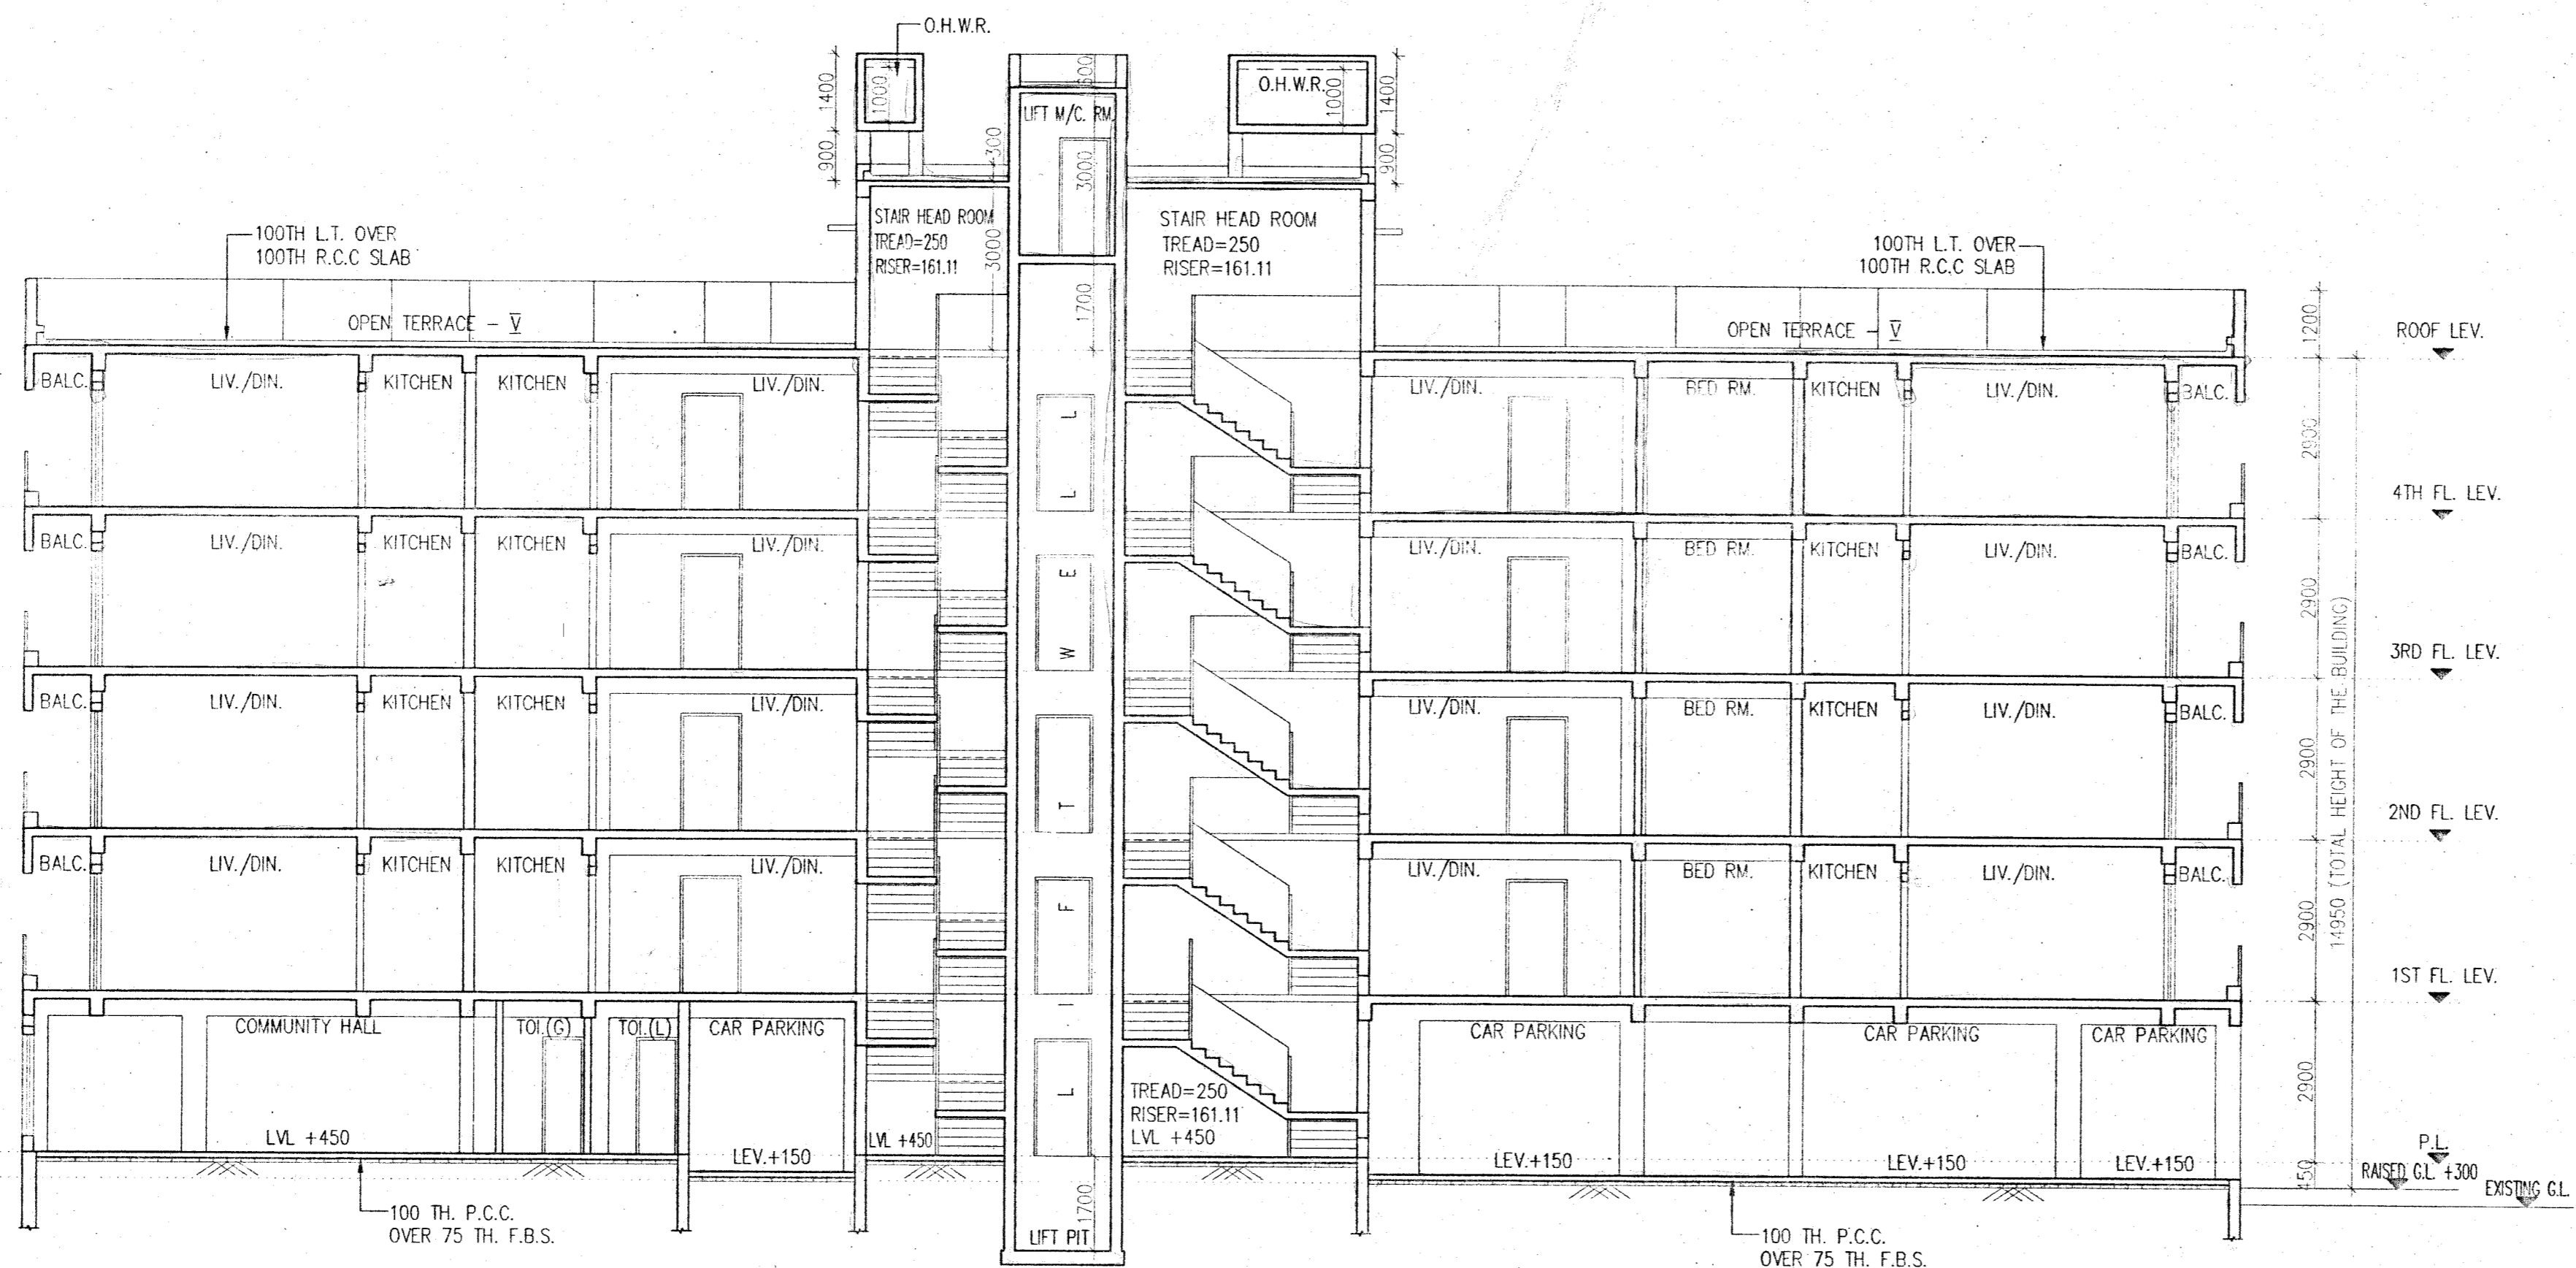 O.H.W.R.
1400
1000
900
300
600
LIFT M/C. RM.
3000
O.H.W.R.
1000
1400
900
STAIR HEAD ROOM
TREAD=250
RISER=161.11
3000
1700
STAIR HEAD ROOM
TREAD=250
RISER=161.11
100TH L.T. OVER
100TH R.C.C SLAB
100TH L.T. OVER
100TH R.C.C SLAB
OPEN TERRACE - V
OPEN TERRACE - V
1200
ROOF LEV.
BALC. LIV./DIN. KITCHEN KITCHEN LIV./DIN. LIV./DIN. BED RM. KITCHEN LIV./DIN. BALC.
2900
4TH FL. LEV.
BALC. LIV./DIN. KITCHEN KITCHEN LIV./DIN. LIV./DIN. BED RM. KITCHEN LIV./DIN. BALC.
2900
3RD FL. LEV.
BALC. LIV./DIN. KITCHEN KITCHEN LIV./DIN. LIV./DIN. BED RM. KITCHEN LIV./DIN. BALC.
2900
2ND FL. LEV.
BALC. LIV./DIN. KITCHEN KITCHEN LIV./DIN. LIV./DIN. BED RM. KITCHEN LIV./DIN. BALC.
2900
1ST FL. LEV.
14950 (TOTAL HEIGHT OF THE BUILDING)
LIFT WELL
COMMUNITY HALL TOI.(G) TOI.(L) CAR PARKING CAR PARKING CAR PARKING CAR PARKING
2900
TREAD=250
RISER=161.11
LVL +450
LVL +450
LVL +450
LEV.+150
LEV.+150
LEV.+150
LEV.+150
P.L.
450
RAISED G.L. +300
EXISTING G.L.
1700
LIFT PIT
100 TH. P.C.C.
OVER 75 TH. F.B.S.
100 TH. P.C.C.
OVER 75 TH. F.B.S.